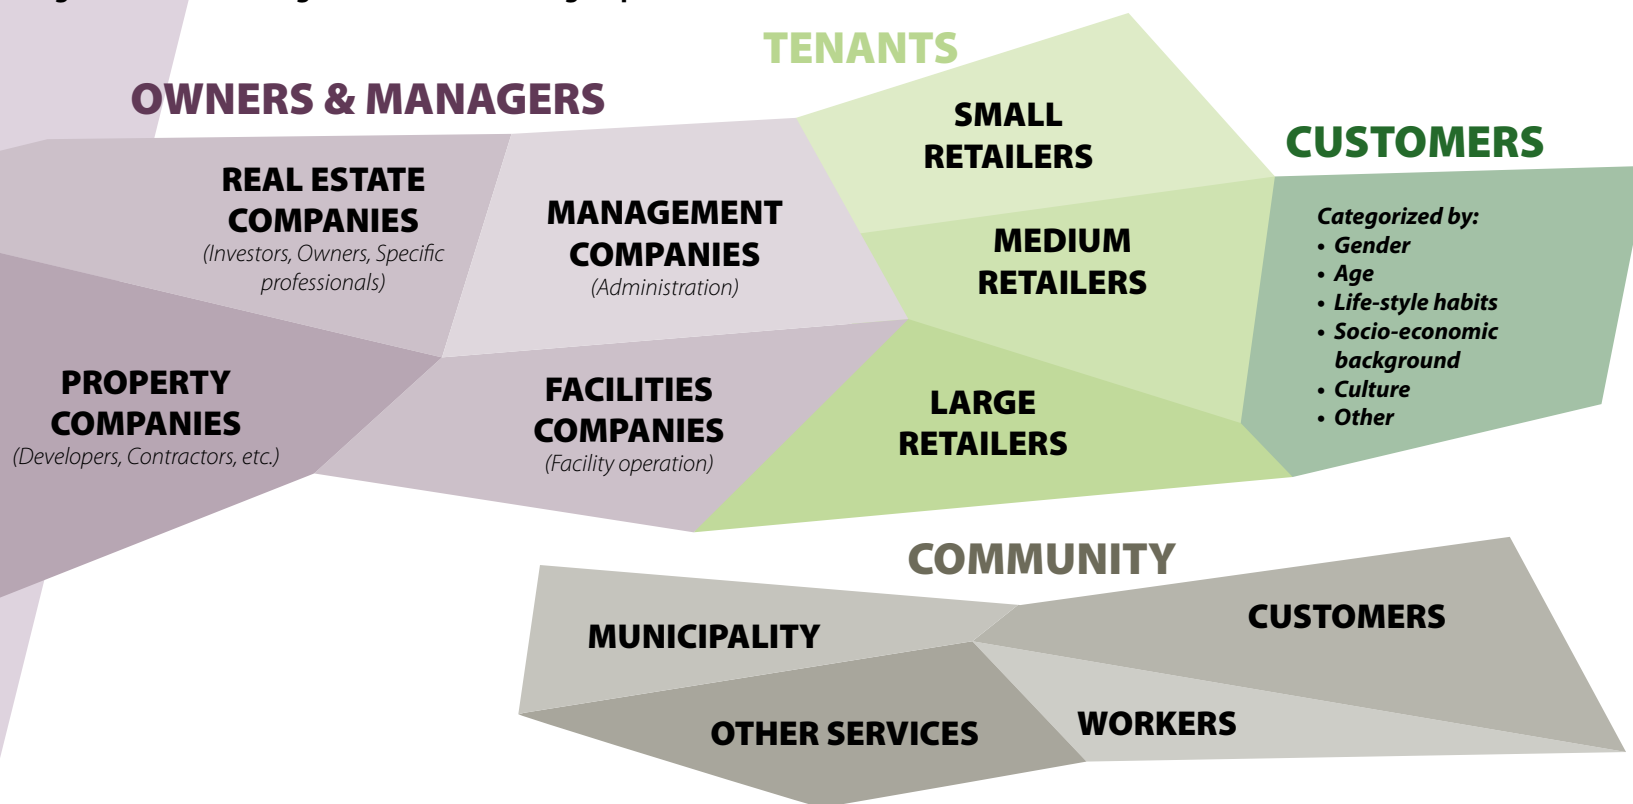 TENANTS
OWNERS & MANAGERS
SMALL
RETAILERS
CUSTOMERS
REAL ESTATE
COMPANIES
(Investors, Owners, Specific
professionals)
MANAGEMENT
COMPANIES
(Administration)
MEDIUM
RETAILERS
Categorized by:
• Gender
• Age
• Life-style habits
• Socio-economic
background
• Culture
• Other
PROPERTY
COMPANIES
(Developers, Contractors, etc.)
FACILITIES
COMPANIES
(Facility operation)
LARGE
RETAILERS
COMMUNITY
MUNICIPALITY
CUSTOMERS
OTHER SERVICES
WORKERS